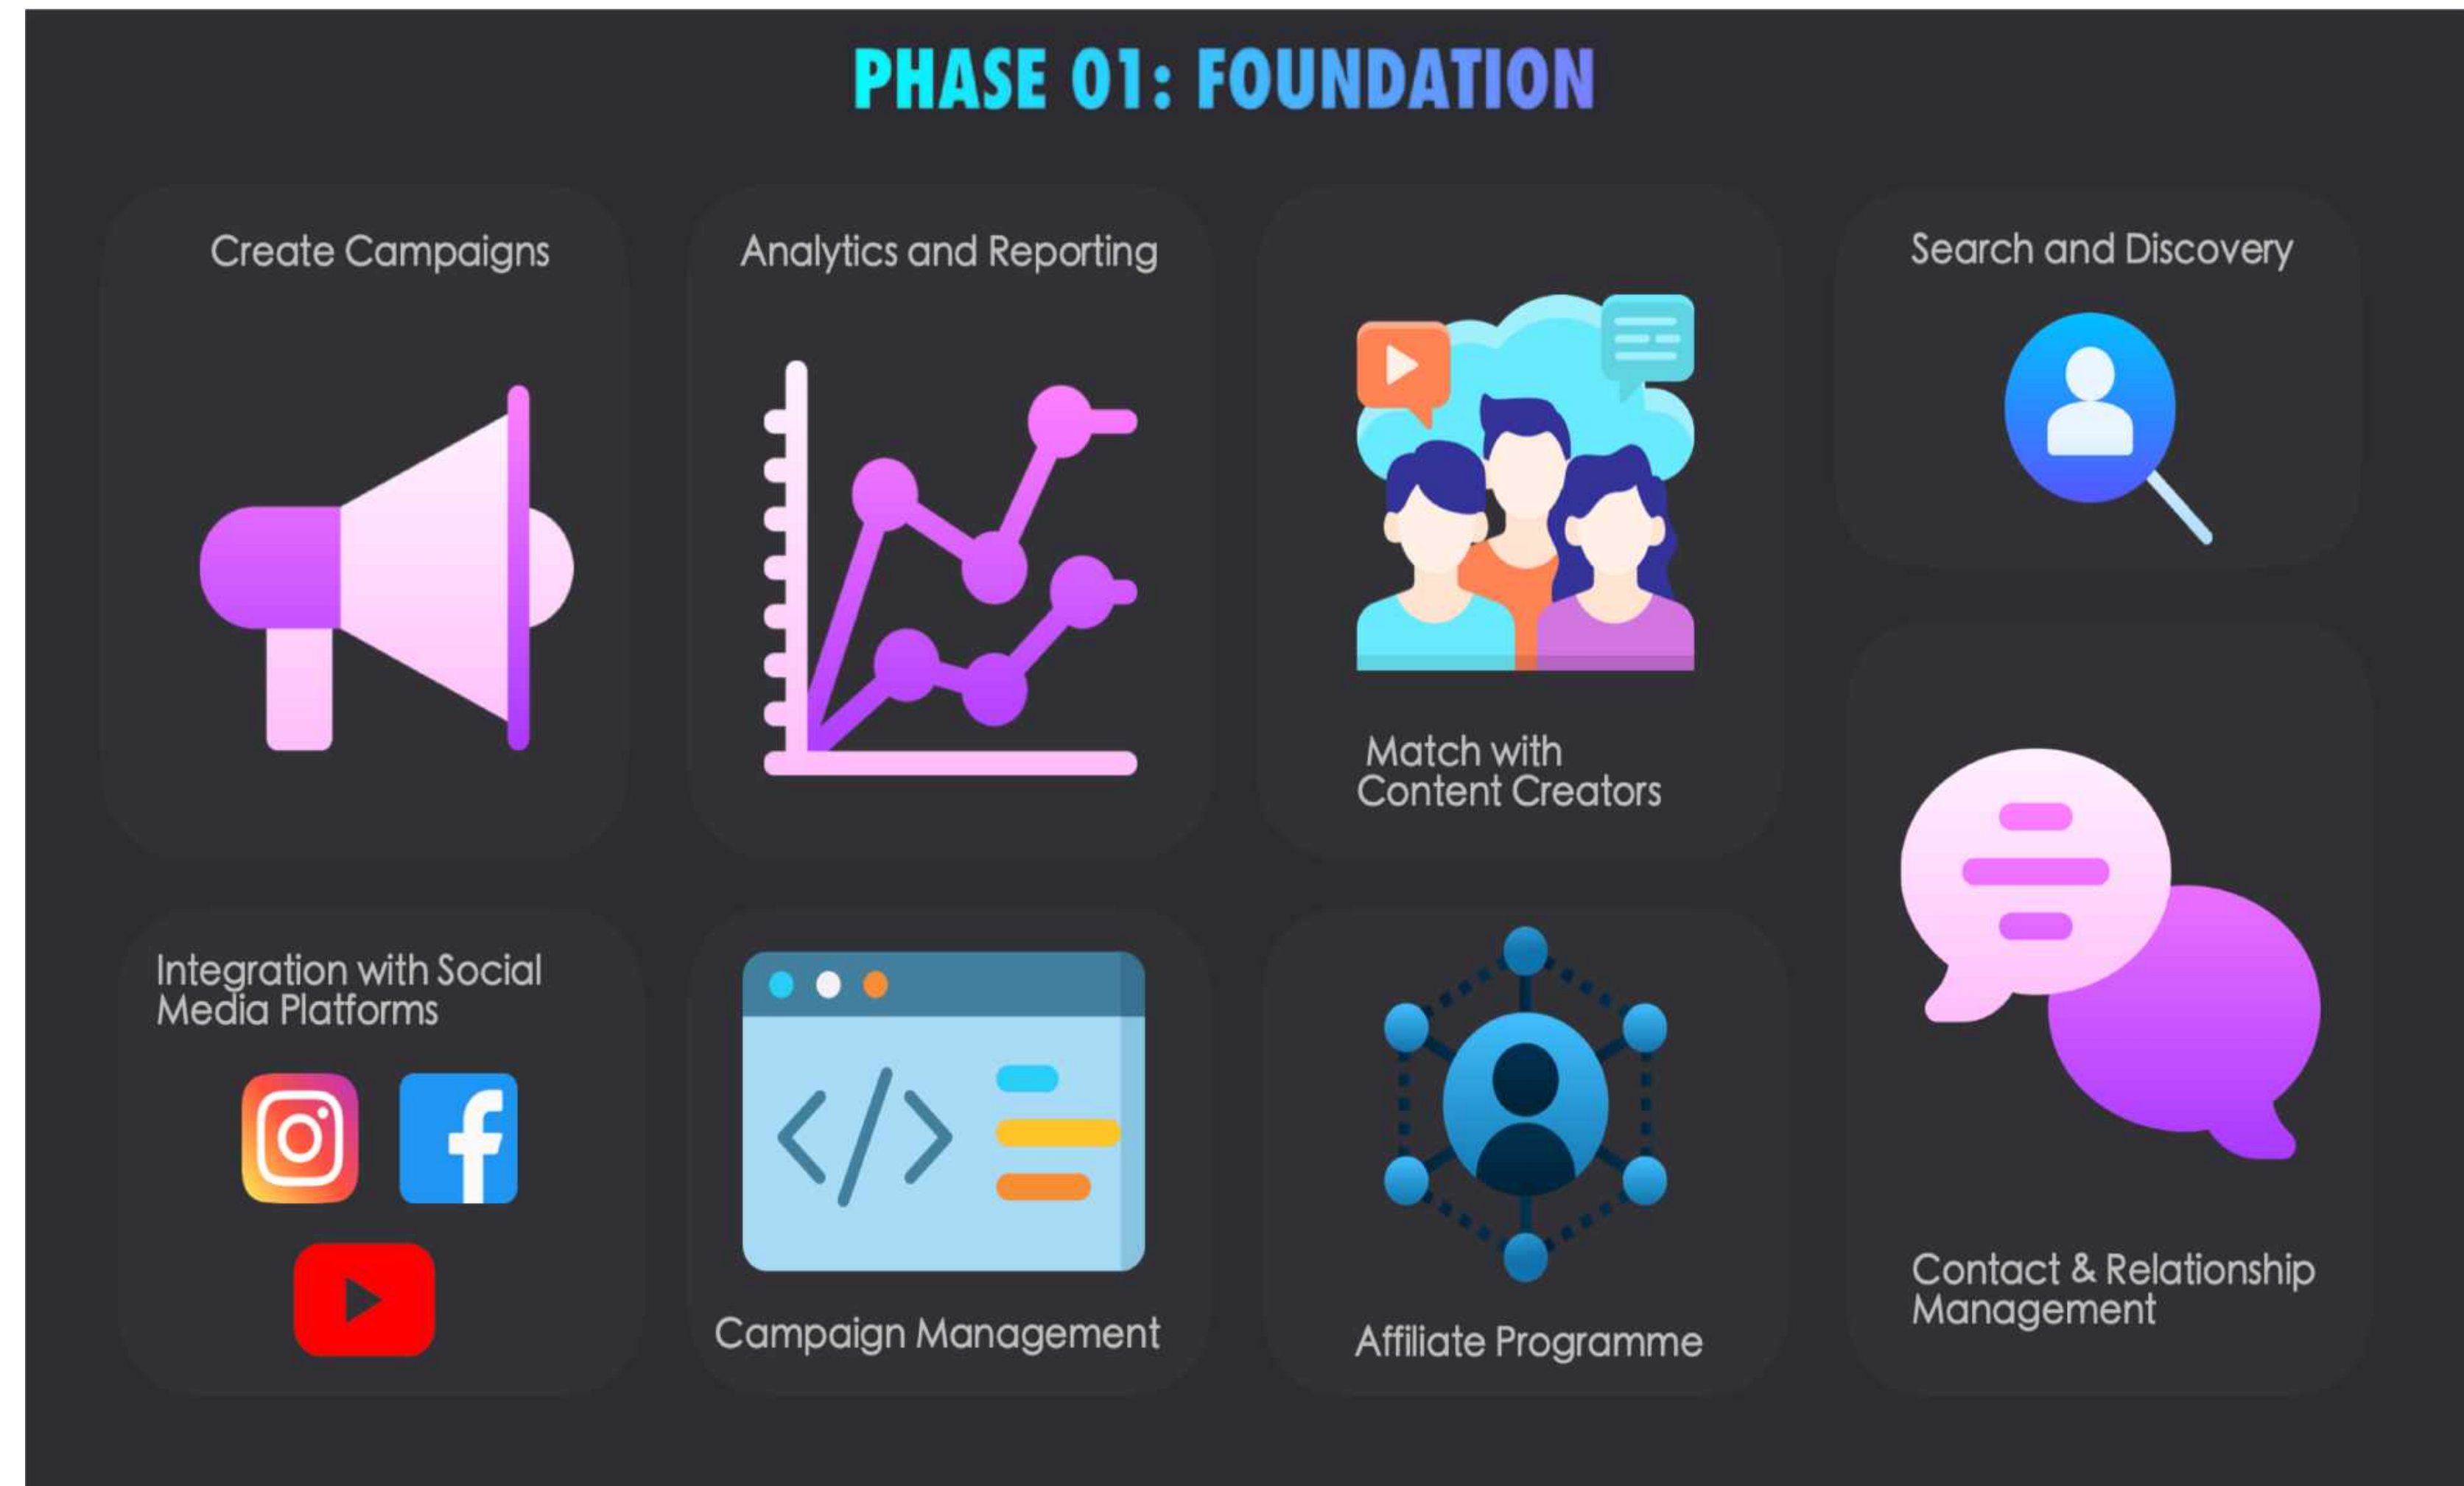 PHASE 01: FOUNDATION
Create Campaigns
Analytics and Reporting
Match with
Content Creators
Search and Discovery
Integration with Social
Media Platforms
Campaign Management
Affiliate Programme
Contact & Relationship
Management